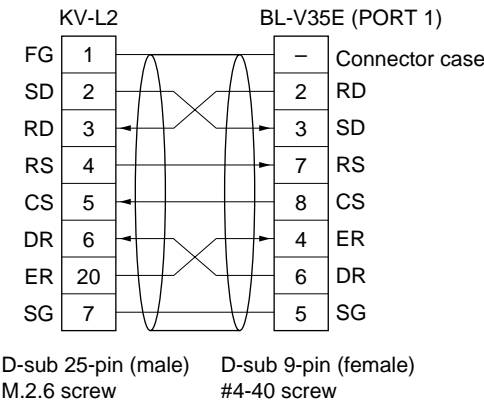 KV-L2 BL-V35E (PORT 1)
FG 1 – Connector case
SD 2 2 RD
RD 3 3 SD
RS 4 7 RS
CS 5 8 CS
DR 6 4 ER
ER 20 6 DR
SG 7 5 SG
D-sub 25-pin (male) D-sub 9-pin (female)
M.2.6 screw #4-40 screw